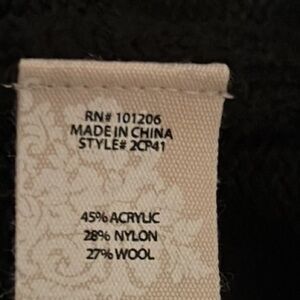 RN# 101206
MADE IN CHINA
STYLE# 2CP41
45% ACRYLIC
28% NYLON
27% WOOL